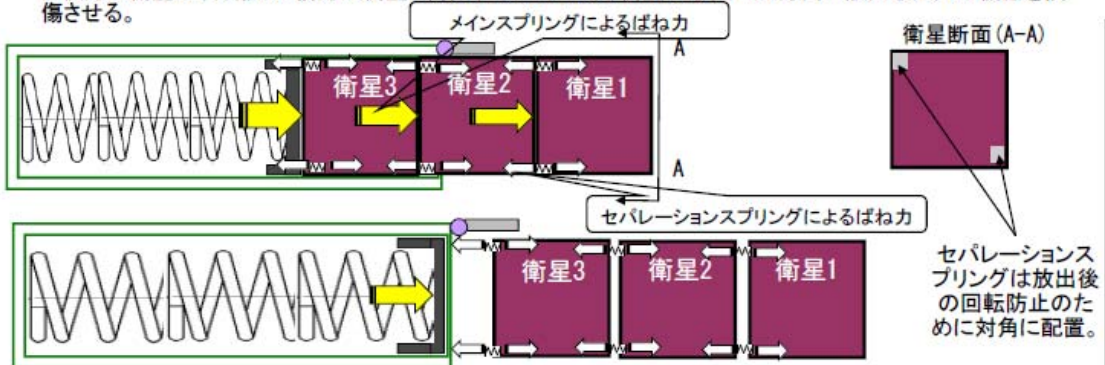 傷させる。
メインスプリングによるばね力
A
衛星断面(A-A)
衛星3
衛星2
衛星1
A
セパレーションスプリングによるばね力
セパレーションス
プリングは放出後
の回転防止のた
めに対角に配置。
衛星3
衛星2
衛星1